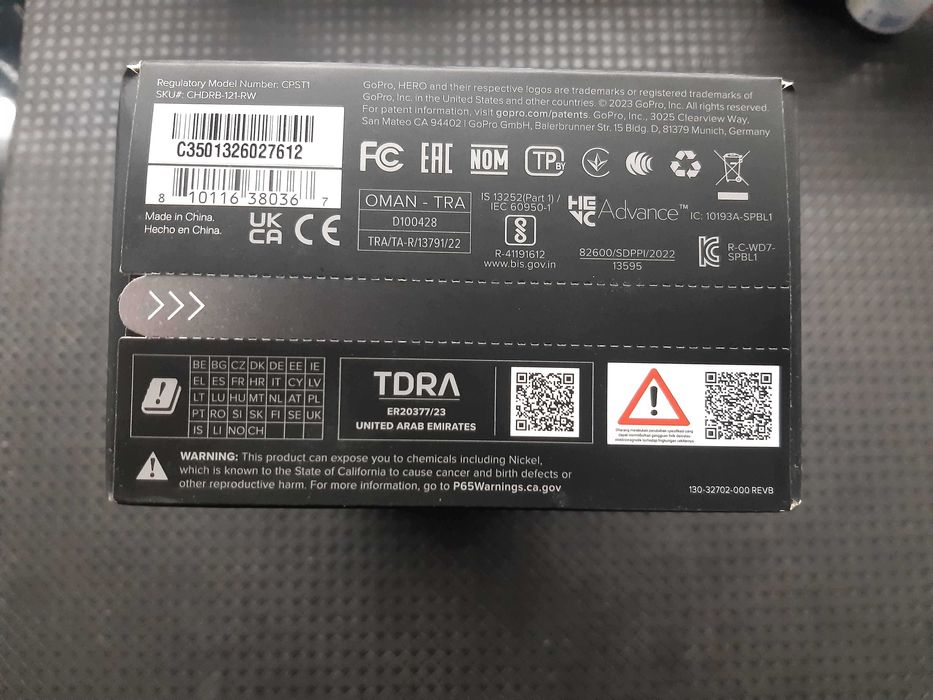 Regulatory Model Number: CPST1
SKU#: CHDRB-121-RW
C3501326027612
8 10116 38036 7
Made in China.
Hecho en China.
UK
CA
CE
GoPro, HERO and their respective logos are trademarks or registered trademarks of
GoPro, Inc. in the United States and other countries. © 2023 GoPro, Inc. All rights reserved.
For patent information, visit gopro.com/patents. GoPro, Inc., 3025 Clearview Way,
San Mateo CA 94402 | GoPro GmbH, Baierbrunner Str. 15 Bldg. D, 81379 Munich, Germany
FC
EAC
NOM
TP BY
OMAN - TRA
D100428
TRA/TA-R/13791/22
IS 13252(Part 1) /
IEC 60950-1
R-41191612
www.bis.gov.in
HEVC Advance™
82600/SDPPI/2022
13595
IC: 10193A-SPBL1
R-C-WD7-
SPBL1
BE BG CZ DK DE EE IE
EL ES FR HR IT CY LV
LT LU HU MT NL AT PL
PT RO SI SK FI SE UK
IS LI NO CH
TDRA
ER20377/23
UNITED ARAB EMIRATES
WARNING: This product can expose you to chemicals including Nickel,
which is known to the State of California to cause cancer and birth defects or
other reproductive harm. For more information, go to P65Warnings.ca.gov
130-32702-000 REVB